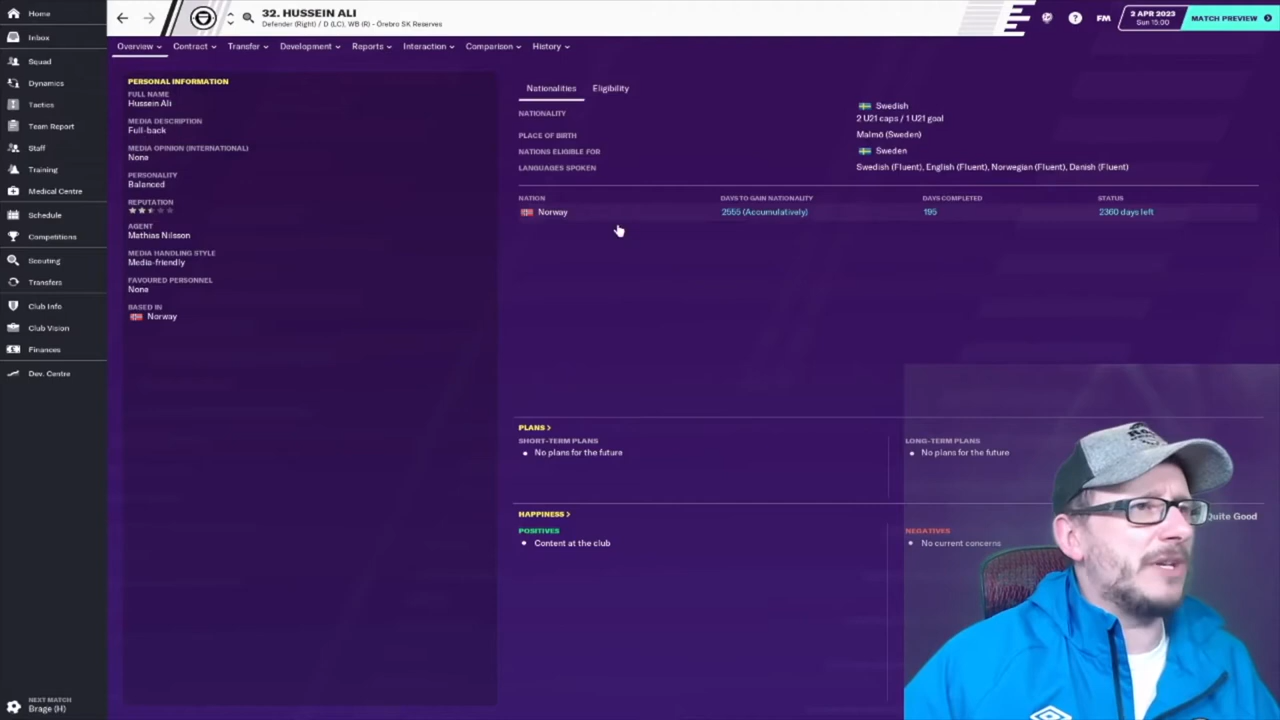 Home
Inbox
Squad
Dynamics
Tactics
Team Report
Staff
Training
Medical Centre
Schedule
Competitions
Scouting
Transfers
Club Info
Club Vision
Finances
Dev. Centre
NEXT MATCH
Brage (H)
32. HUSSEIN ALI
Defender (Right) / D (LC), WB (R) - Örebro SK Reserves
FM
2 APR 2023
Sun 15:00
MATCH PREVIEW
Overview
Contract
Transfer
Development
Reports
Interaction
Comparison
History
PERSONAL INFORMATION
FULL NAME
Hussein Ali
MEDIA DESCRIPTION
Full-back
MEDIA OPINION (INTERNATIONAL)
None
PERSONALITY
Balanced
REPUTATION
AGENT
Mathias Nilsson
MEDIA HANDLING STYLE
Media-friendly
FAVOURED PERSONNEL
None
BASED IN
Norway
Nationalities Eligibility
NATIONALITY Swedish
2 U21 caps / 1 U21 goal
PLACE OF BIRTH Malmö (Sweden)
NATIONS ELIGIBLE FOR Sweden
LANGUAGES SPOKEN Swedish (Fluent), English (Fluent), Norwegian (Fluent), Danish (Fluent)
NATION DAYS TO GAIN NATIONALITY DAYS COMPLETED STATUS
Norway 2555 (Accumulatively) 195 2360 days left
PLANS >
SHORT-TERM PLANS
No plans for the future
LONG-TERM PLANS
No plans for the future
HAPPINESS >
Quite Good
POSITIVES
Content at the club
NEGATIVES
No current concerns